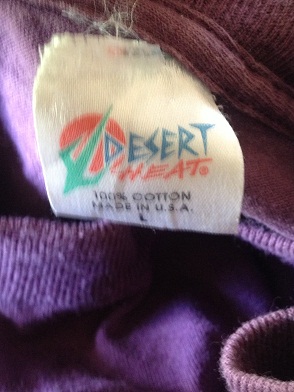 DESERT
HEAT®
100% COTTON
MADE IN U.S.A.
L